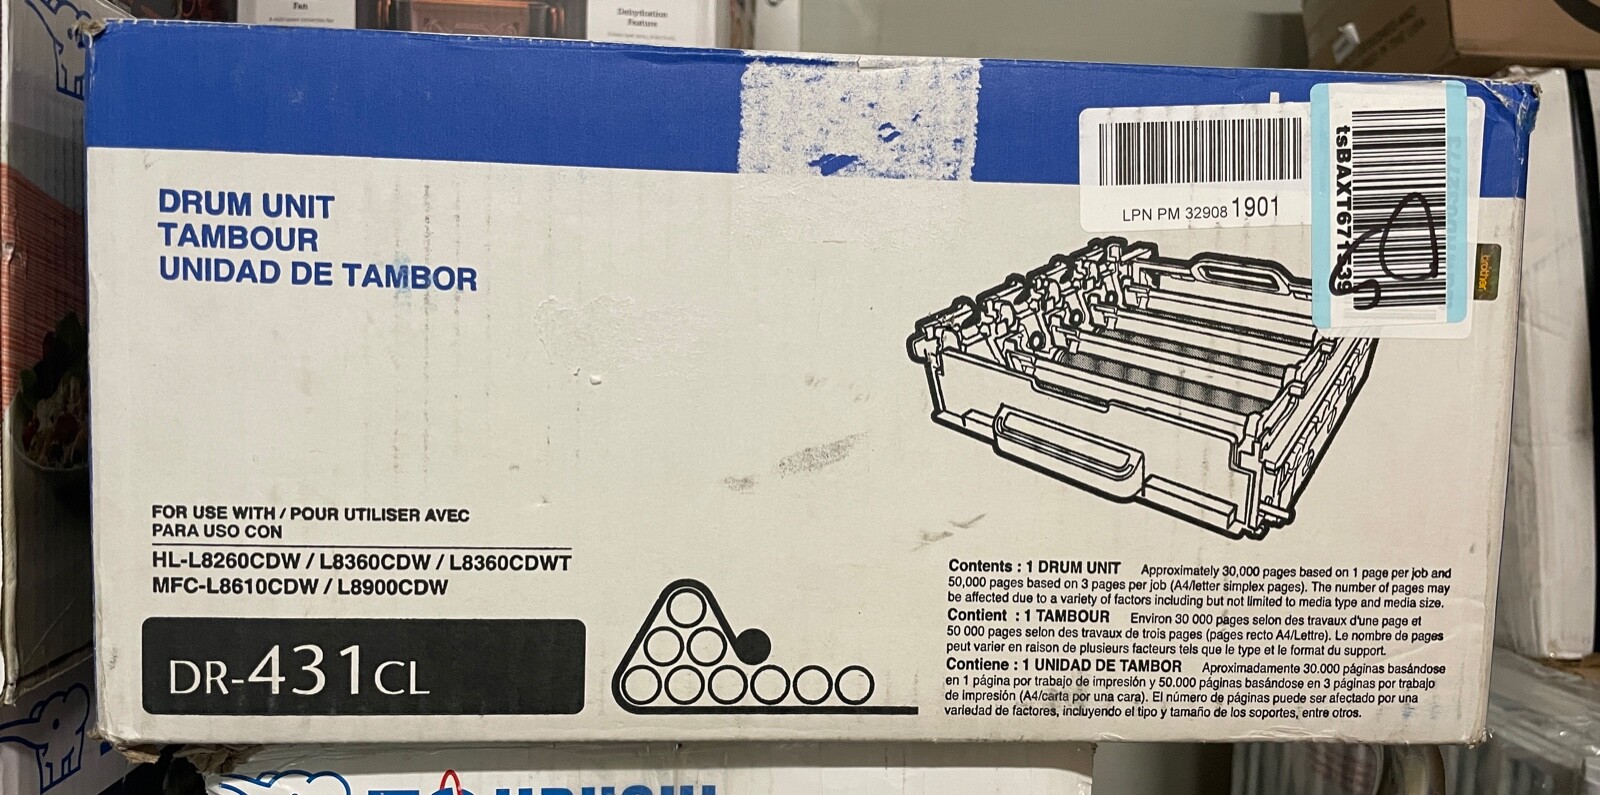 Fan
Dehydration
Feature
LPN PM 32908 1901
brother
DRUM UNIT
TAMBOUR
UNIDAD DE TAMBOR
FOR USE WITH / POUR UTILISER AVEC
PARA USO CON
HL-L8260CDW / L8360CDW / L8360CDWT
MFC-L8610CDW / L8900CDW
DR-431CL
Contents : 1 DRUM UNIT Approximately 30,000 pages based on 1 page per job and
50,000 pages based on 3 pages per job (A4/letter simplex pages). The number of pages may
be affected due to a variety of factors including but not limited to media type and media size.
Contient : 1 TAMBOUR Environ 30 000 pages selon des travaux d'une page et
50 000 pages selon des travaux de trois pages (pages recto A4/Lettre). Le nombre de pages
peut varier en raison de plusieurs facteurs tels que le type et le format du support.
Contiene : 1 UNIDAD DE TAMBOR Aproximadamente 30.000 páginas basándose
en 1 página por trabajo de impresión y 50.000 páginas basándose en 3 páginas por trabajo
de impresión (A4/carta por una cara). El número de páginas puede ser afectado por una
variedad de factores, incluyendo el tipo y tamaño de los soportes, entre otros.